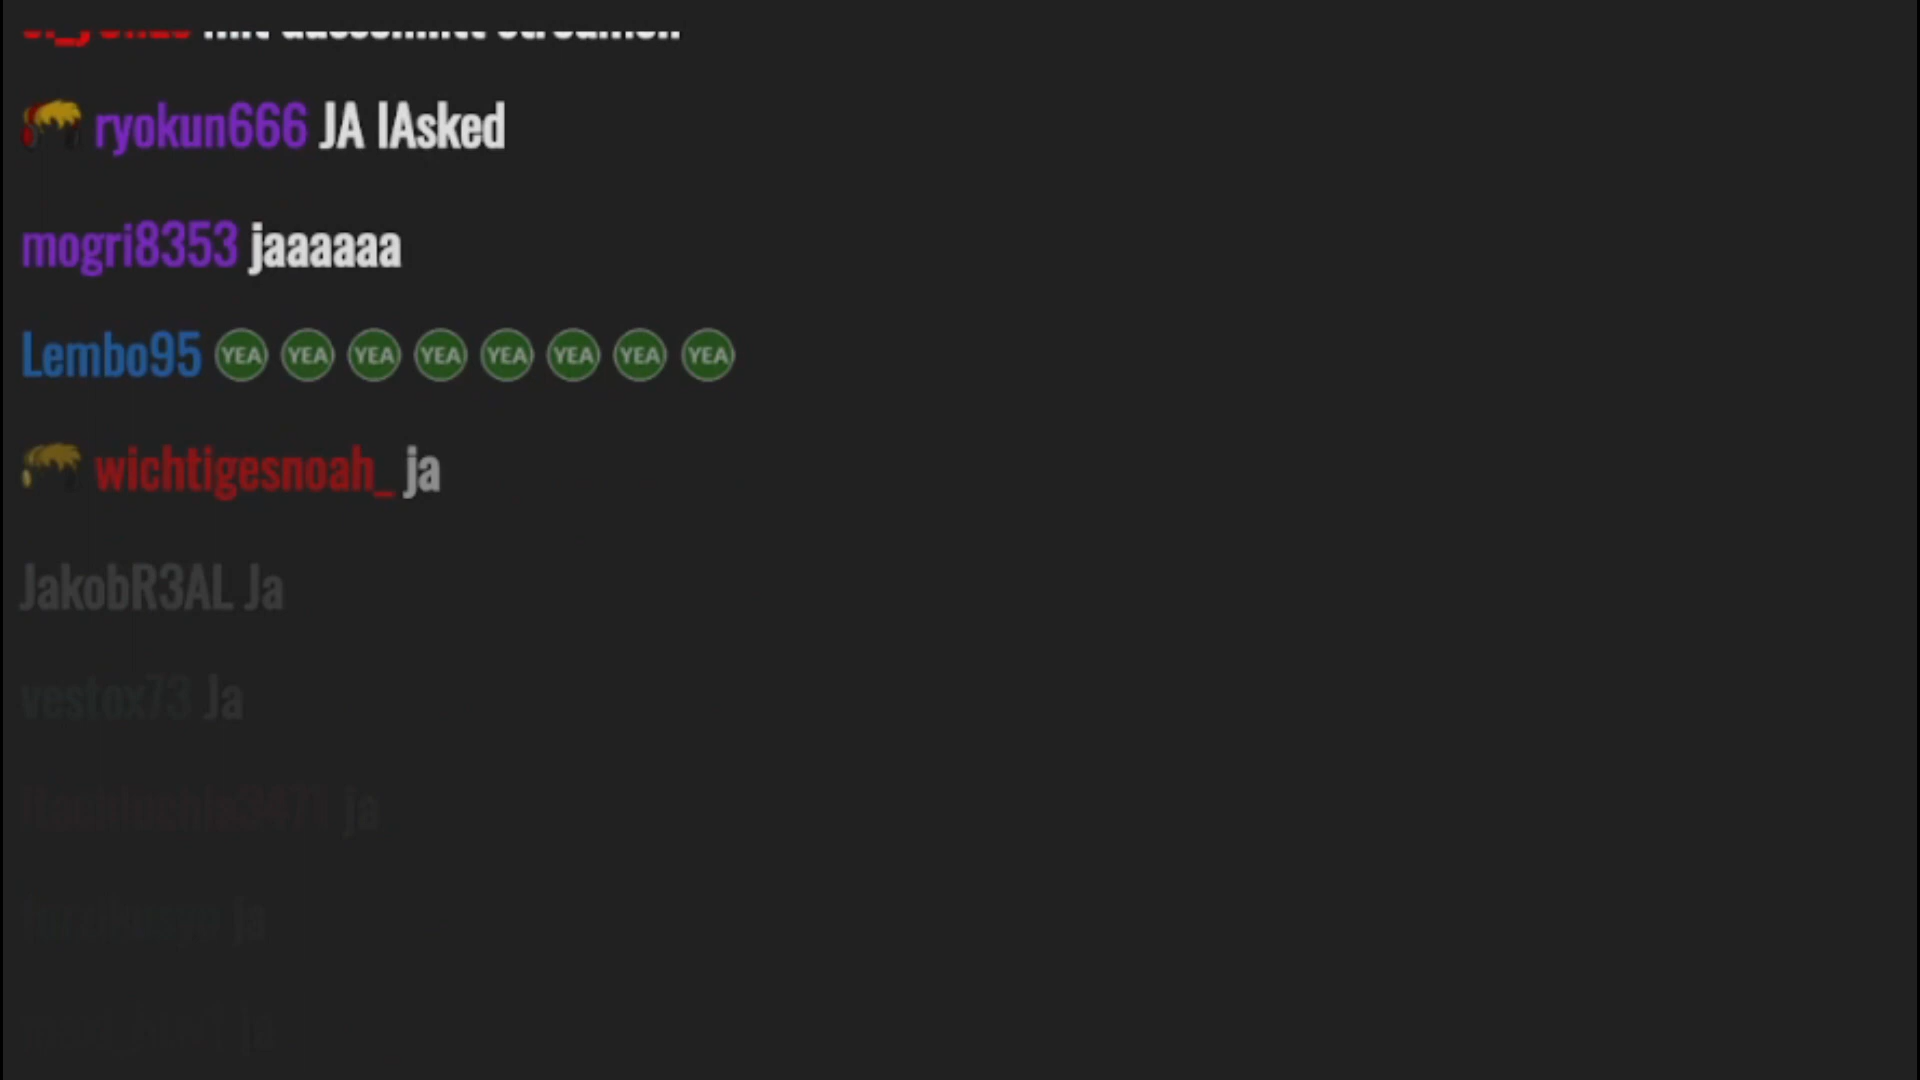 ryokun666 JA IAsked
mogri8353 jaaaaaa
Lembo95 YEA YEA YEA YEA YEA YEA YEA YEA
wichtigesnoah_ ja
JakobR3AL Ja
vestox73 Ja
ja
ja
ja